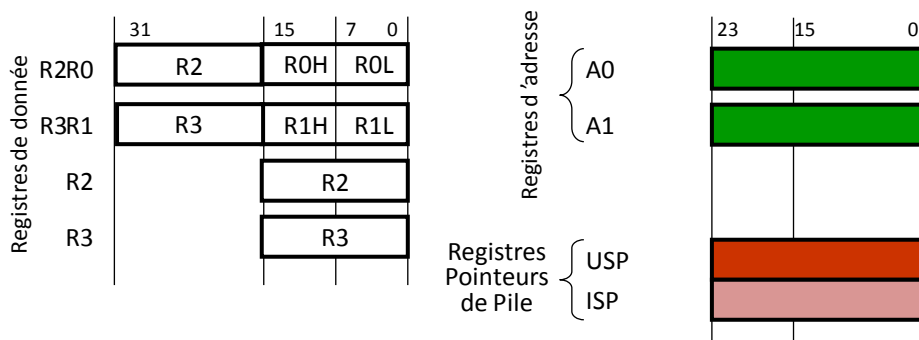 31 15 7 0
Registres de donnée
R2R0 R2 R0H R0L
R3R1 R3 R1H R1L
R2 R2
R3 R3
23 15 0
Registres d'adresse
A0
A1
Registres
Pointeurs
de Pile
USP
ISP